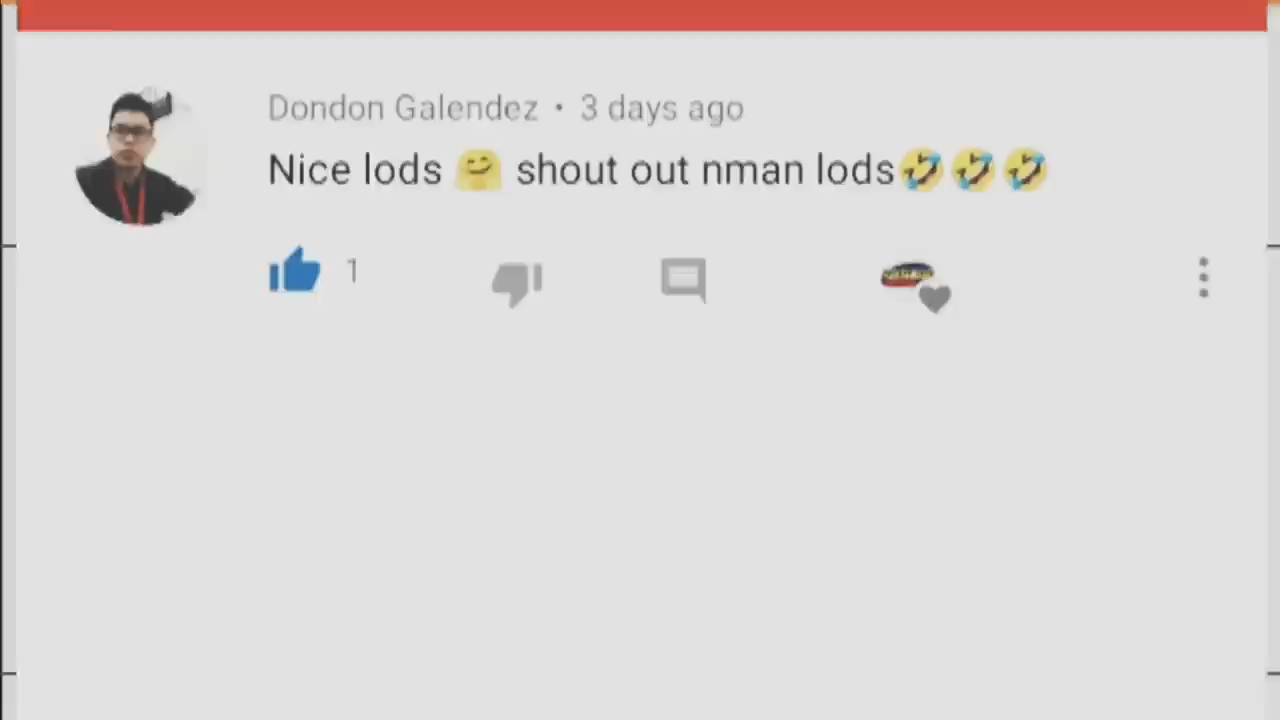 Dondon Galendez • 3 days ago
Nice lods 🤗 shout out nman lods🤣🤣🤣
1